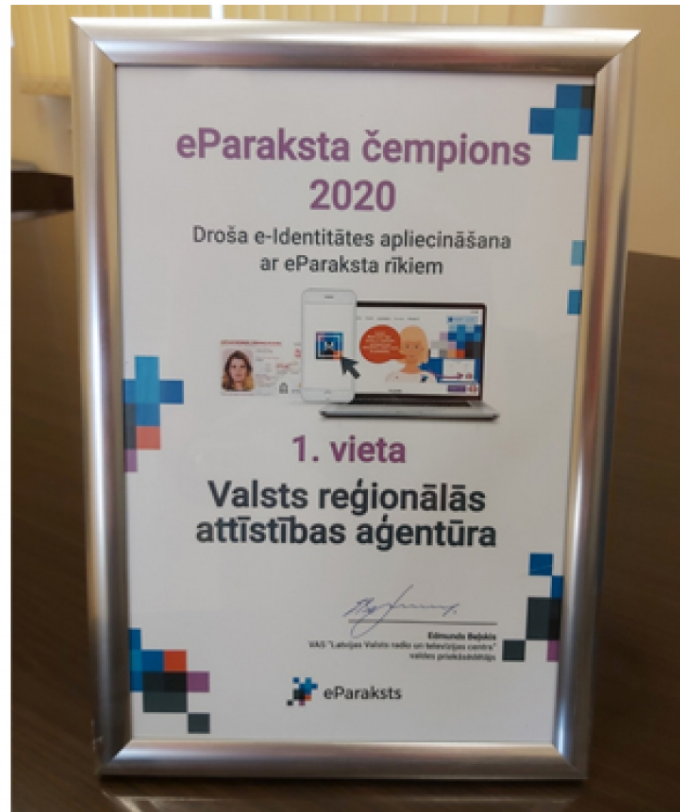 eParaksta čempions
2020
Droša e-Identitātes apliecināšana
ar eParaksta rīkiem
1. vieta
Valsts reģionālās
attīstības aģentūra
Edmunds Beļskis
VAS "Latvijas Valsts radio un televīzijas centrs"
valdes priekšsēdētājs
eParaksts